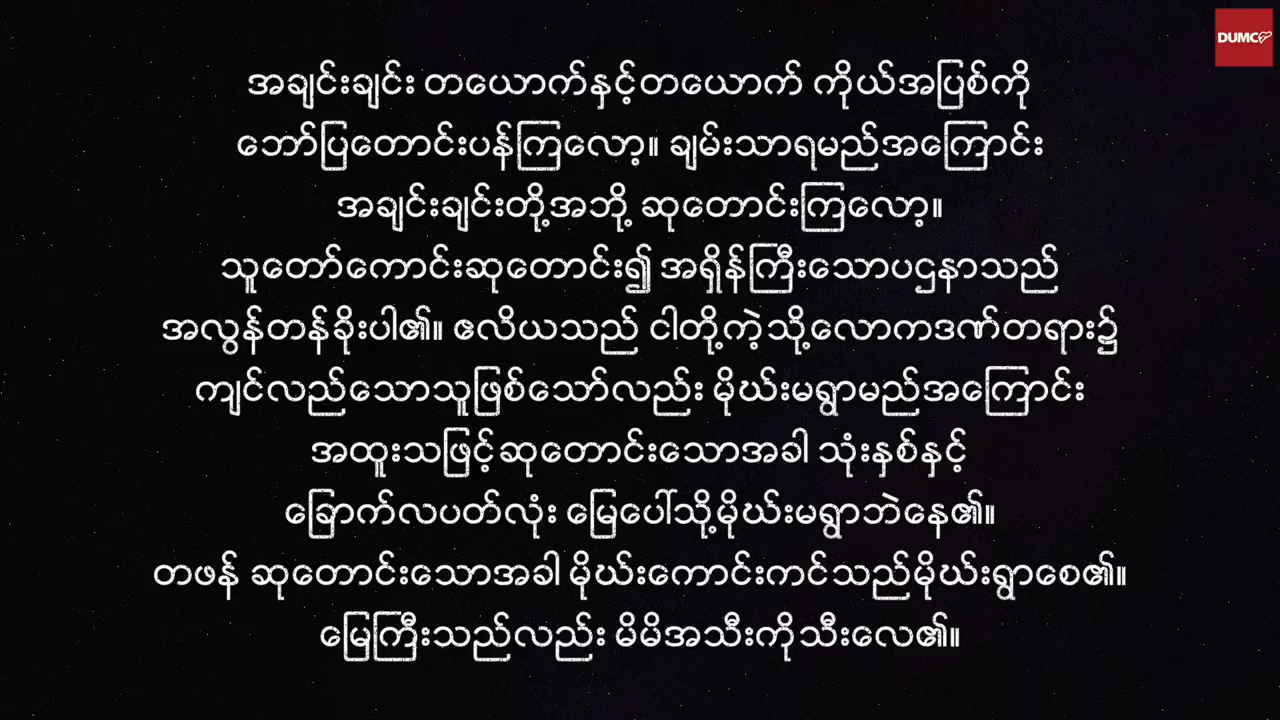 DUMC
အချင်းချင်း တယောက်နှင့်တယောက် ကိုယ်အပြစ်ကို
ဘော်ပြတောင်းပန်ကြလော့။ ချမ်းသာရမည်အကြောင်း
အချင်းချင်းတို့အဘို့ ဆုတောင်းကြလော့။
သူတော်ကောင်းဆုတောင်း၍ အရှိန်ကြီးသောပဌနာသည်
အလွန်တန်ခိုးပါ၏။ ဧလိယသည် ငါတို့ကဲ့သို့လောကဒဏ်တရား၌
ကျင်လည်သောသူဖြစ်သော်လည်း မိုဃ်းမရွာမည်အကြောင်း
အထူးသဖြင့်ဆုတောင်းသောအခါ သုံးနှစ်နှင့်
ခြောက်လပတ်လုံး မြေပေါ်သို့မိုဃ်းမရွာဘဲနေ၏။
တဖန် ဆုတောင်းသောအခါ မိုဃ်းကောင်းကင်သည်မိုဃ်းရွာစေ၏။
မြေကြီးသည်လည်း မိမိအသီးကိုသီးလေ၏။